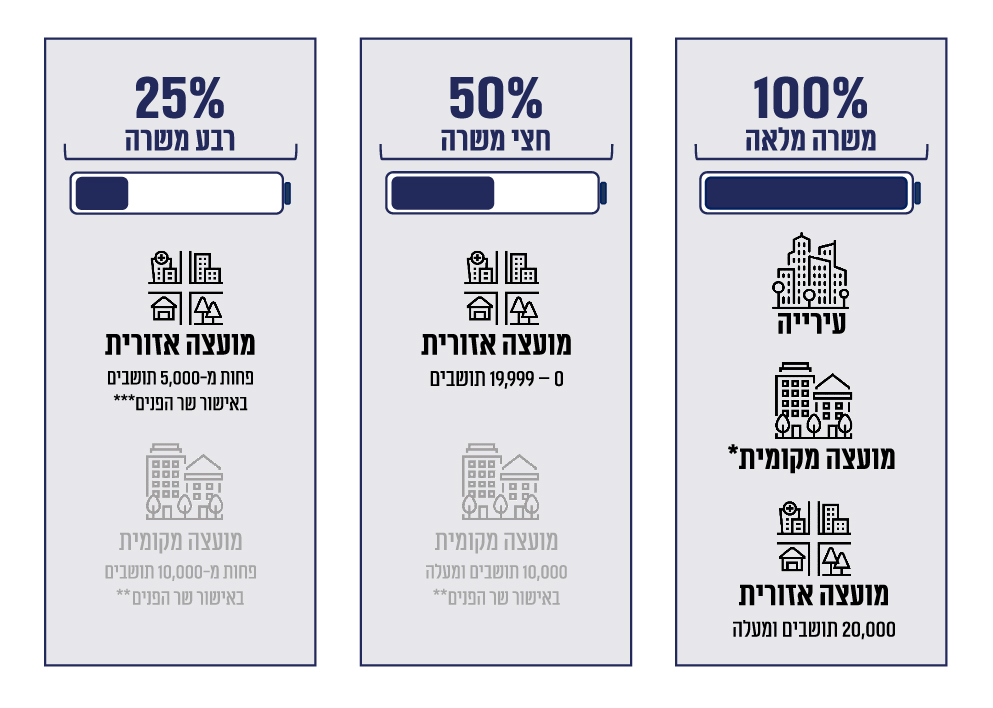 100%
משרה מלאה
עירייה
מועצה מקומית*
מועצה אזורית
20,000 תושבים ומעלה
50%
חצי משרה
מועצה אזורית
0 – 19,999 תושבים
מועצה מקומית
10,000 תושבים ומעלה
באישור שר הפנים**
25%
רבע משרה
מועצה אזורית
פחות מ-5,000 תושבים
באישור שר הפנים***
מועצה מקומית
פחות מ-10,000 תושבים
באישור שר הפנים**